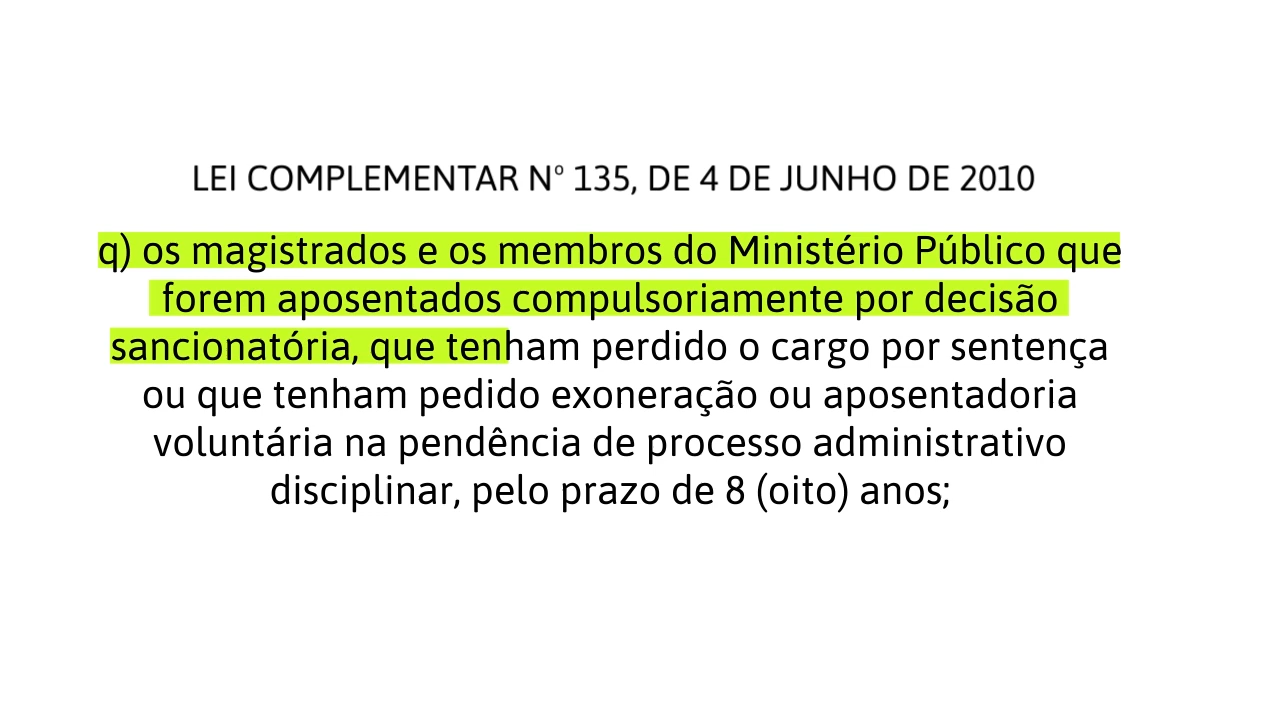 LEI COMPLEMENTAR Nº 135, DE 4 DE JUNHO DE 2010
q) os magistrados e os membros do Ministério Público que
forem aposentados compulsoriamente por decisão
sancionatória, que tenham perdido o cargo por sentença
ou que tenham pedido exoneração ou aposentadoria
voluntária na pendência de processo administrativo
disciplinar, pelo prazo de 8 (oito) anos;